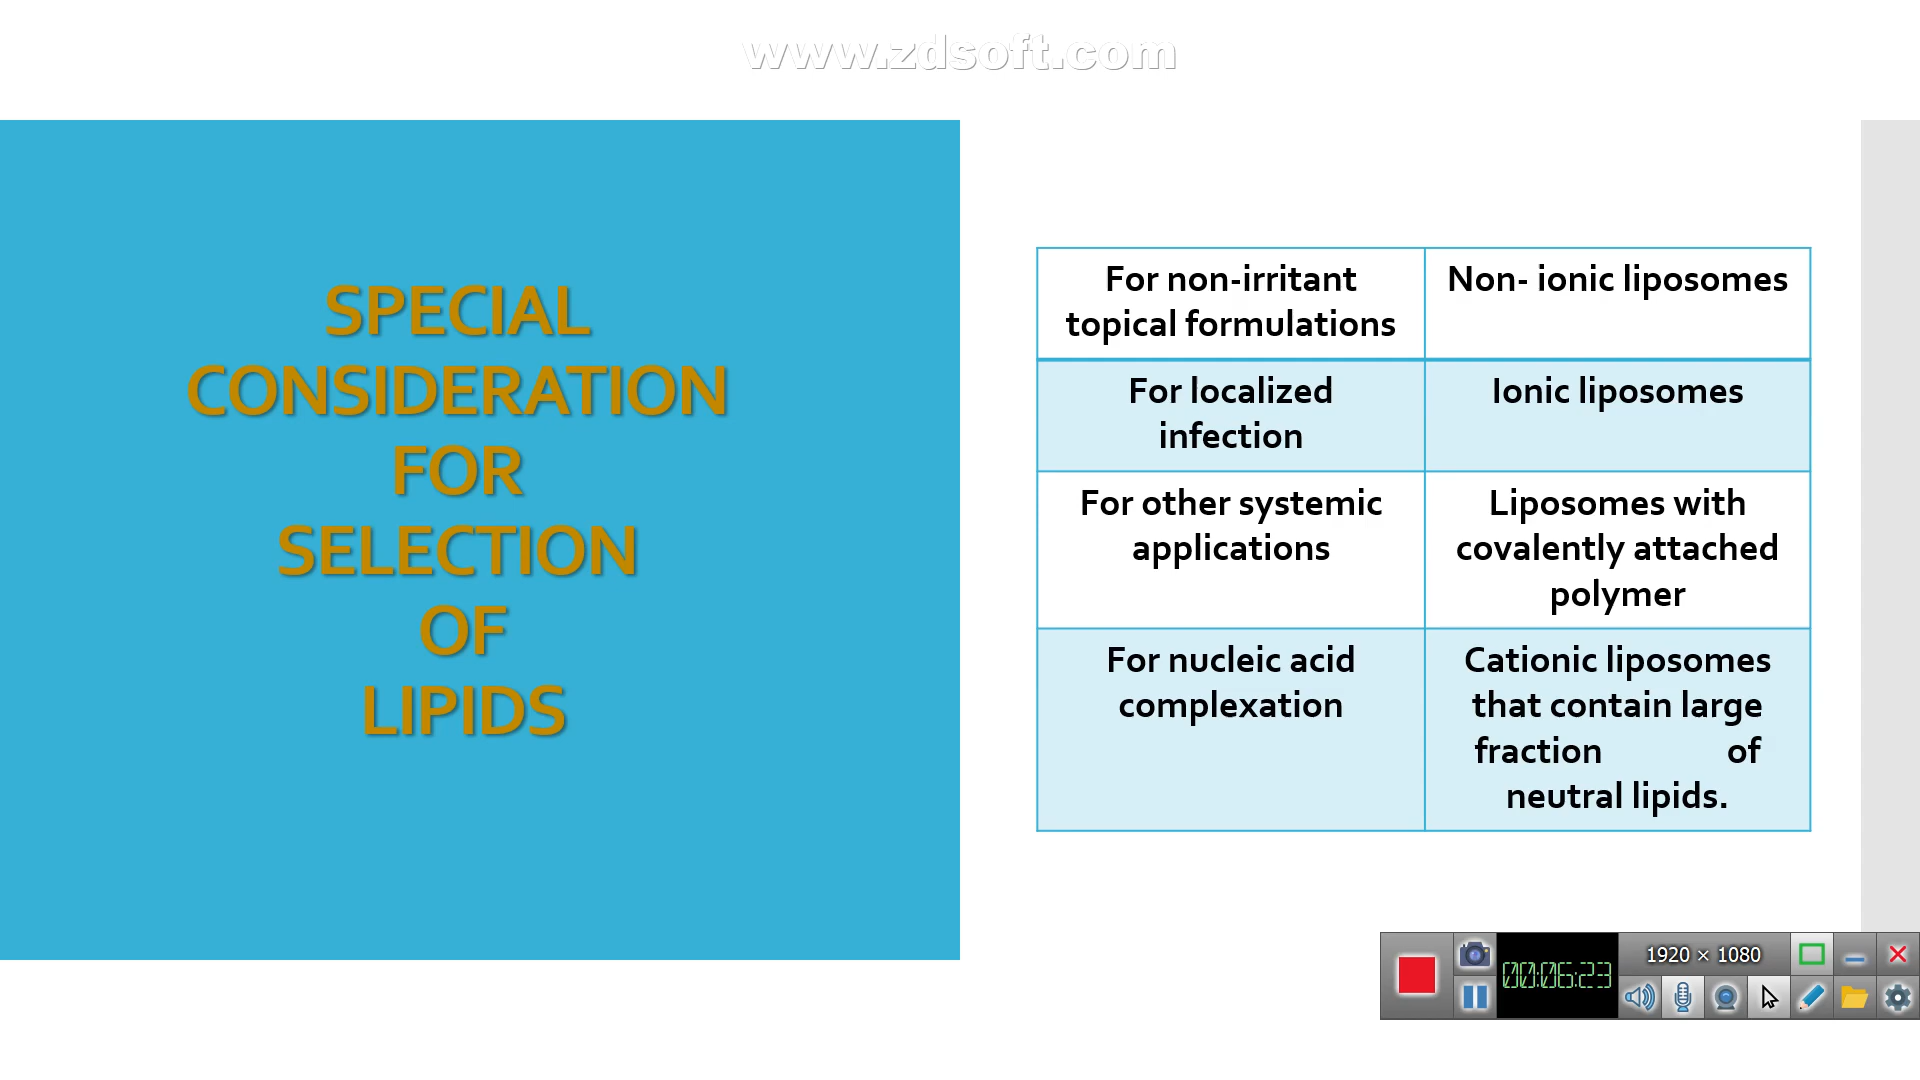 www.zdsoft.com
SPECIAL
CONSIDERATION
FOR
SELECTION
OF
LIPIDS
For non-irritant
topical formulations
Non- ionic liposomes
For localized
infection
Ionic liposomes
For other systemic
applications
Liposomes with
covalently attached
polymer
For nucleic acid
complexation
Cationic liposomes
that contain large
fraction of
neutral lipids.
00:06:23
1920 × 1080